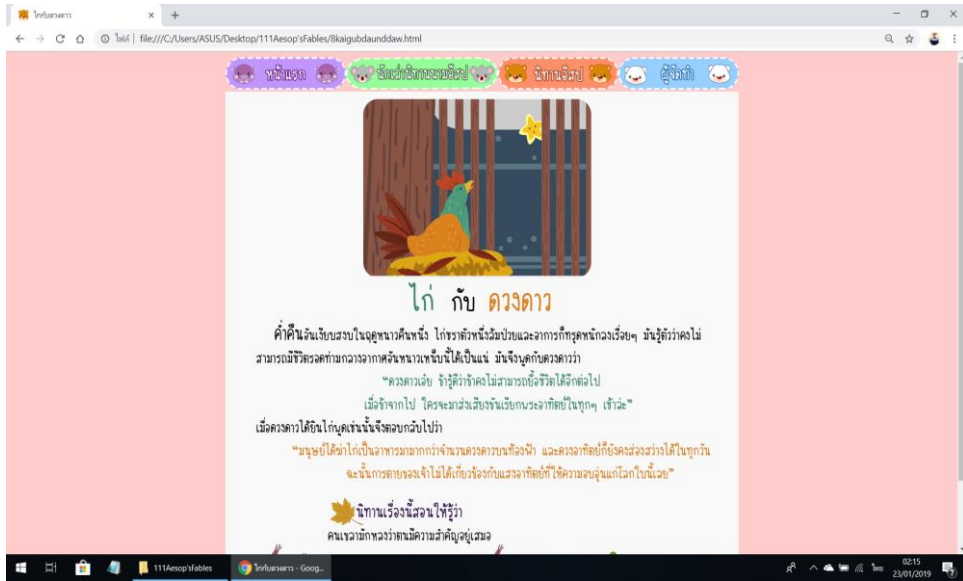 ไก่กับดวงดาว
ไฟล์ | file:///C:/Users/ASUS/Desktop/111Aesop'sFables/8kaigubdaunddaw.html
หน้าแรก
นักเล่านิทานนามอีสป
นิทานอีสป
ผู้จัดทำ
ไก่ กับ ดวงดาว
ค่ำคืนอันเงียบสงบในฤดูหนาวคืนหนึ่ง ไก่ชราตัวหนึ่งล้มป่วยและอาการก็ทรุดหนักลงเรื่อยๆ มันรู้ตัวว่าคงไม่
สามารถมีชีวิตรอดท่ามกลางอากาศอันหนาวเหน็บนี้ได้เป็นแน่ มันจึงพูดกับดวงดาวว่า
“ดวงดาวเอ๋ย ข้ารู้ดีว่าข้าคงไม่สามารถยื้อชีวิตได้อีกต่อไป
เมื่อข้าจากไป ใครจะมาส่งเสียงขันเรียกพระอาทิตย์ในทุกๆ เช้าล่ะ”
เมื่อดวงดาวได้ยินไก่พูดเช่นนั้นจึงตอบกลับไปว่า
“มนุษย์ได้ฆ่าไก่เป็นอาหารมามากกว่าจำนวนดวงดาวบนท้องฟ้า และดวงอาทิตย์ก็ยังคงส่องสว่างได้ในทุกวัน
ฉะนั้นการตายของเจ้าไม่ได้เกี่ยวข้องกับแสงอาทิตย์ที่ให้ความอบอุ่นแก่โลกใบนี้เลย”
นิทานเรื่องนี้สอนให้รู้ว่า
คนเขลามักหลงว่าตนมีความสำคัญอยู่เสมอ
111Aesop'sFables
ไก่กับดวงดาว - Goog...
ไทย
02:15
23/01/2019